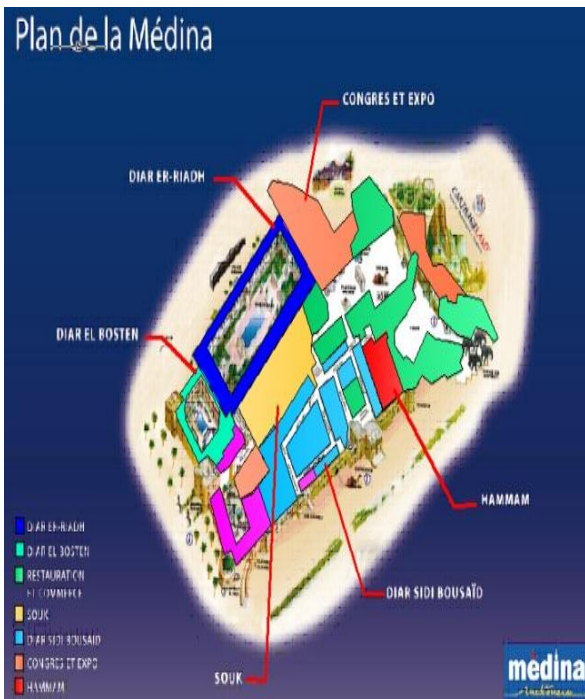 Plan de la Médina
CONGRES ET EXPO
DIAR ER-RIADH
DIAR EL BOSTEN
HAMMAM
DIAR SIDI BOUSAÏD
SOUK
DIAR ER-RIADH
DIAR EL BOSTEN
RESTAURATION
ET COMMERCE
SOUK
DIAR SIDI BOUSAID
CONGRES ET EXPO
HAMMAM
médina